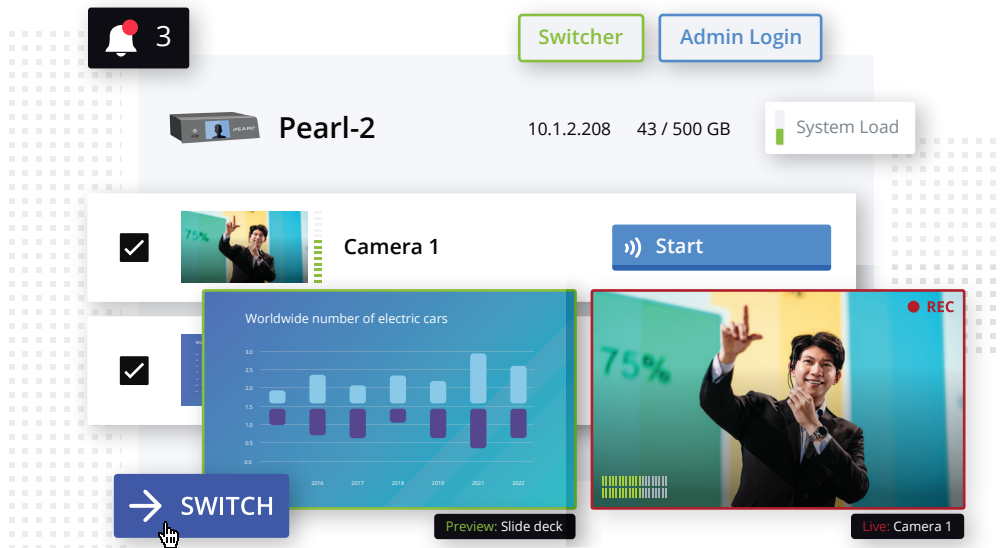 3
Switcher
Admin Login
PEARL
Pearl-2
10.1.2.208
43 / 500 GB
System Load
75%
Camera 1
Start
Worldwide number of electric cars
3.0
2.5
2.0
1.5
1.0
0.5
0.0
2016
2017
2018
2019
2021
2022
REC
75%
SWITCH
Preview: Slide deck
Live: Camera 1